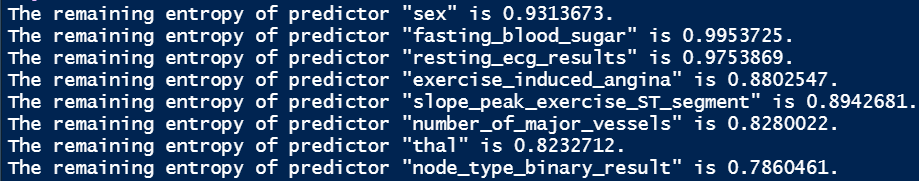 The remaining entropy of predictor "sex" is 0.9313673.
The remaining entropy of predictor "fasting_blood_sugar" is 0.9953725.
The remaining entropy of predictor "resting_ecg_results" is 0.9753869.
The remaining entropy of predictor "exercise_induced_angina" is 0.8802547.
The remaining entropy of predictor "slope_peak_exercise_ST_segment" is 0.8942681.
The remaining entropy of predictor "number_of_major_vessels" is 0.8280022.
The remaining entropy of predictor "thal" is 0.8232712.
The remaining entropy of predictor "node_type_binary_result" is 0.7860461.